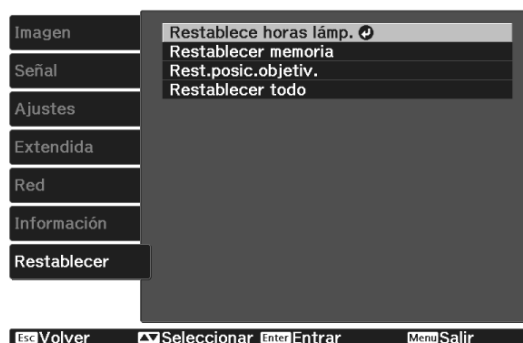 Imagen
Señal
Ajustes
Extendida
Red
Información
Restablecer
Restablece horas lámp.
Restablecer memoria
Rest.posic.objetiv.
Restablecer todo
Esc Volver Seleccionar Enter Entrar Menu Salir